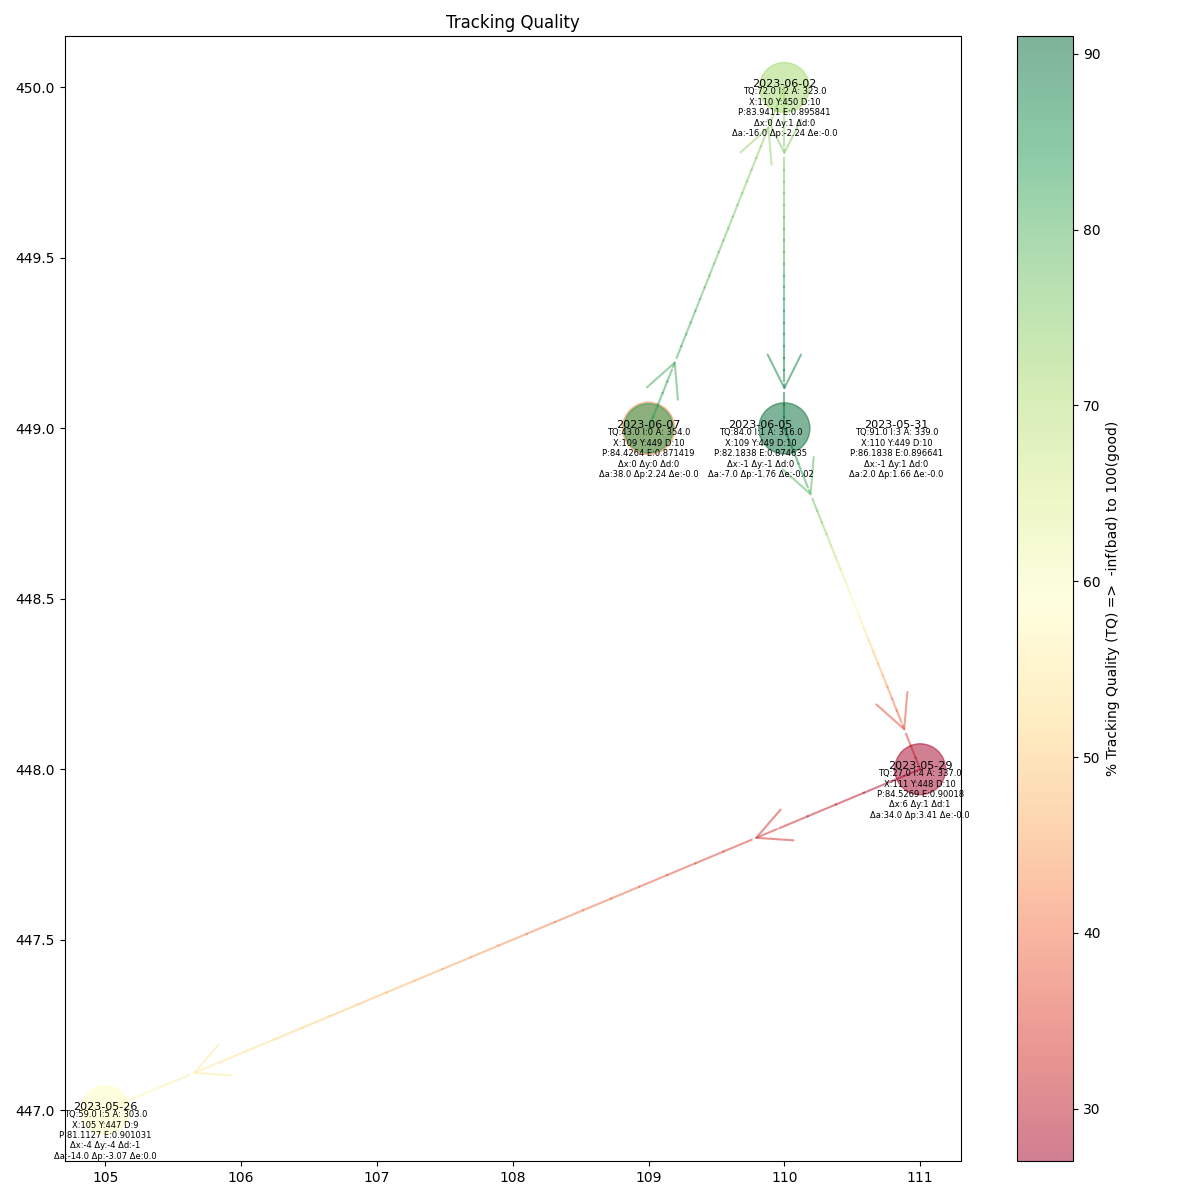 Tracking Quality
450.0
449.5
449.0
448.5
448.0
447.5
447.0
105
106
107
108
109
110
111
2023-06-02
TQ:72.0 I:2 A: 323.0
X:110 Y:450 D:10
P:83.9411 E:0.895841
Δx:0 Δy:1 Δd:0
Δa:-16.0 Δp:-2.24 Δe:-0.0
2023-06-07
TQ:43.0 I:0 A: 354.0
X:109 Y:449 D:10
P:84.4264 E:0.871419
Δx:0 Δy:0 Δd:0
Δa:38.0 Δp:2.24 Δe:-0.0
2023-06-05
TQ:84.0 I:1 A: 316.0
X:109 Y:449 D:10
P:82.1838 E:0.874635
Δx:-1 Δy:-1 Δd:0
Δa:-7.0 Δp:-1.76 Δe:-0.02
2023-05-31
TQ:91.0 I:3 A: 339.0
X:110 Y:449 D:10
P:86.1838 E:0.896641
Δx:-1 Δy:1 Δd:0
Δa:2.0 Δp:1.66 Δe:-0.0
2023-05-29
TQ:27.0 I:4 A: 337.0
X:111 Y:448 D:10
P:84.5269 E:0.90018
Δx:6 Δy:1 Δd:1
Δa:34.0 Δp:3.41 Δe:-0.0
2023-05-26
TQ:59.0 I:5 A: 303.0
X:105 Y:447 D:9
P:81.1127 E:0.901031
Δx:-4 Δy:-4 Δd:-1
Δa:-14.0 Δp:-3.07 Δe:0.0
90
80
70
60
50
40
30
% Tracking Quality (TQ) => -inf(bad) to 100(good)